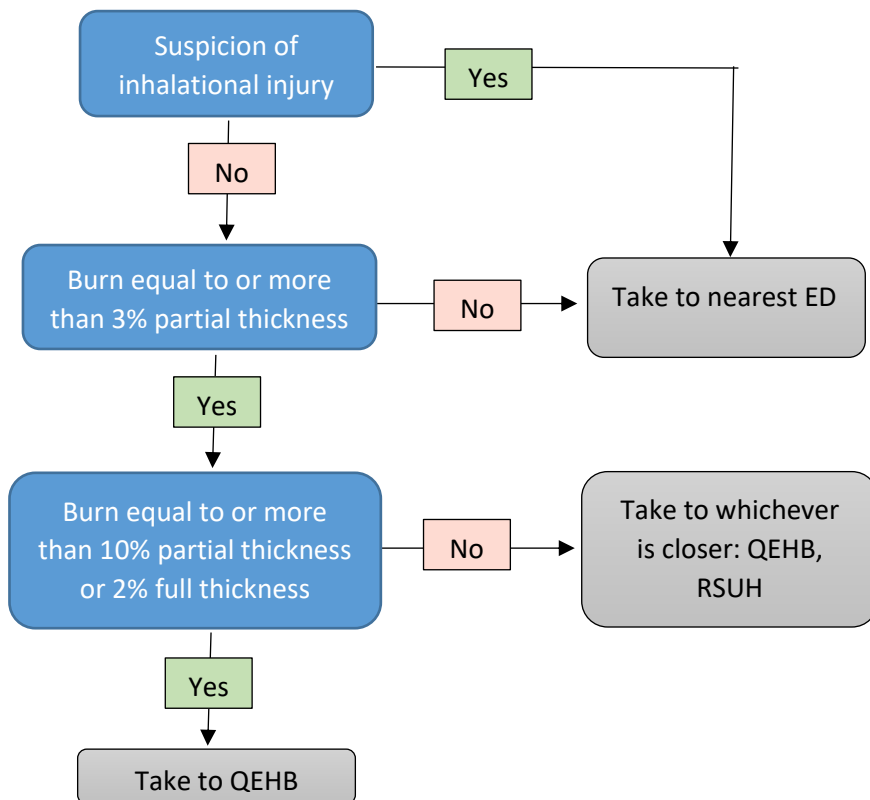 Suspicion of
inhalational injury
Yes
No
Burn equal to or more
than 3% partial thickness
No
Take to nearest ED
Yes
Burn equal to or more
than 10% partial thickness
or 2% full thickness
No
Take to whichever
is closer: QEHB,
RSUH
Yes
Take to QEHB